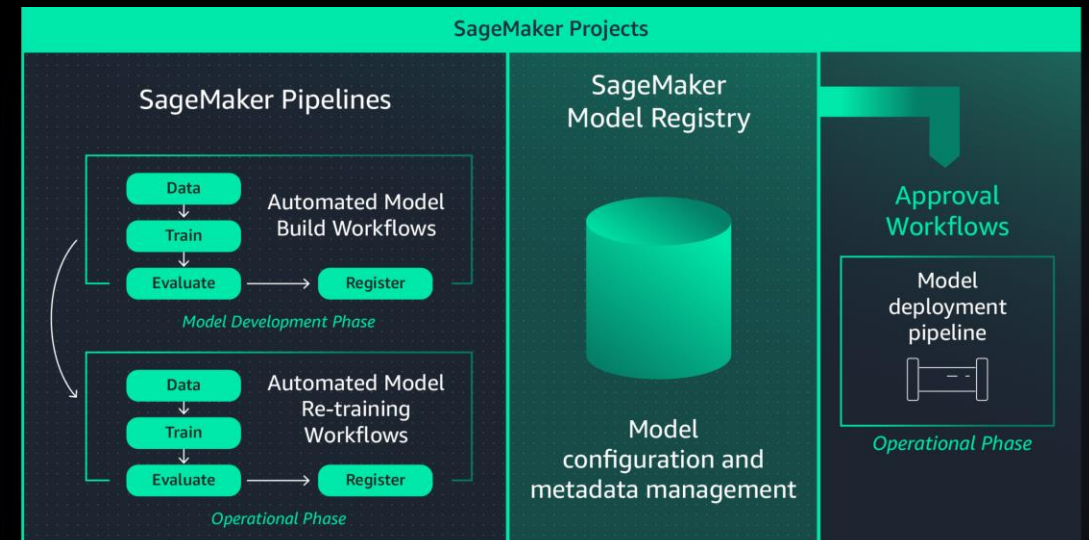 SageMaker Projects
SageMaker Pipelines
Data
Train
Evaluate
Register
Automated Model
Build Workflows
Model Development Phase
Data
Train
Evaluate
Register
Automated Model
Re-training
Workflows
Operational Phase
SageMaker
Model Registry
Model
configuration and
metadata management
Approval
Workflows
Model
deployment
pipeline
Operational Phase